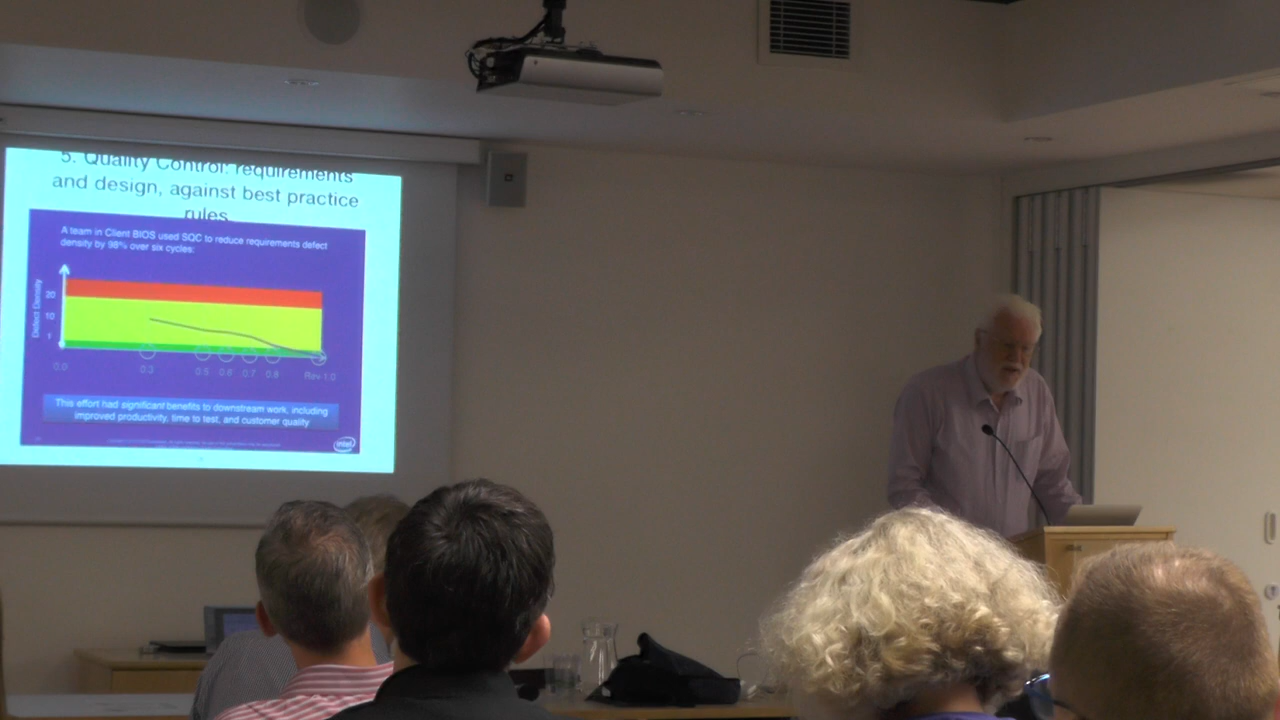 5. Quality Control: requirements
and design, against best practice
rules.
A team in Client BIOS used SQC to reduce requirements defect
density by 98% over six cycles:
Defect Density
20
10
1
0.0 0.3 0.5 0.6 0.7 0.8 Rev 1.0
This effort had significant benefits to downstream work, including
improved productivity, time to test, and customer quality
intel